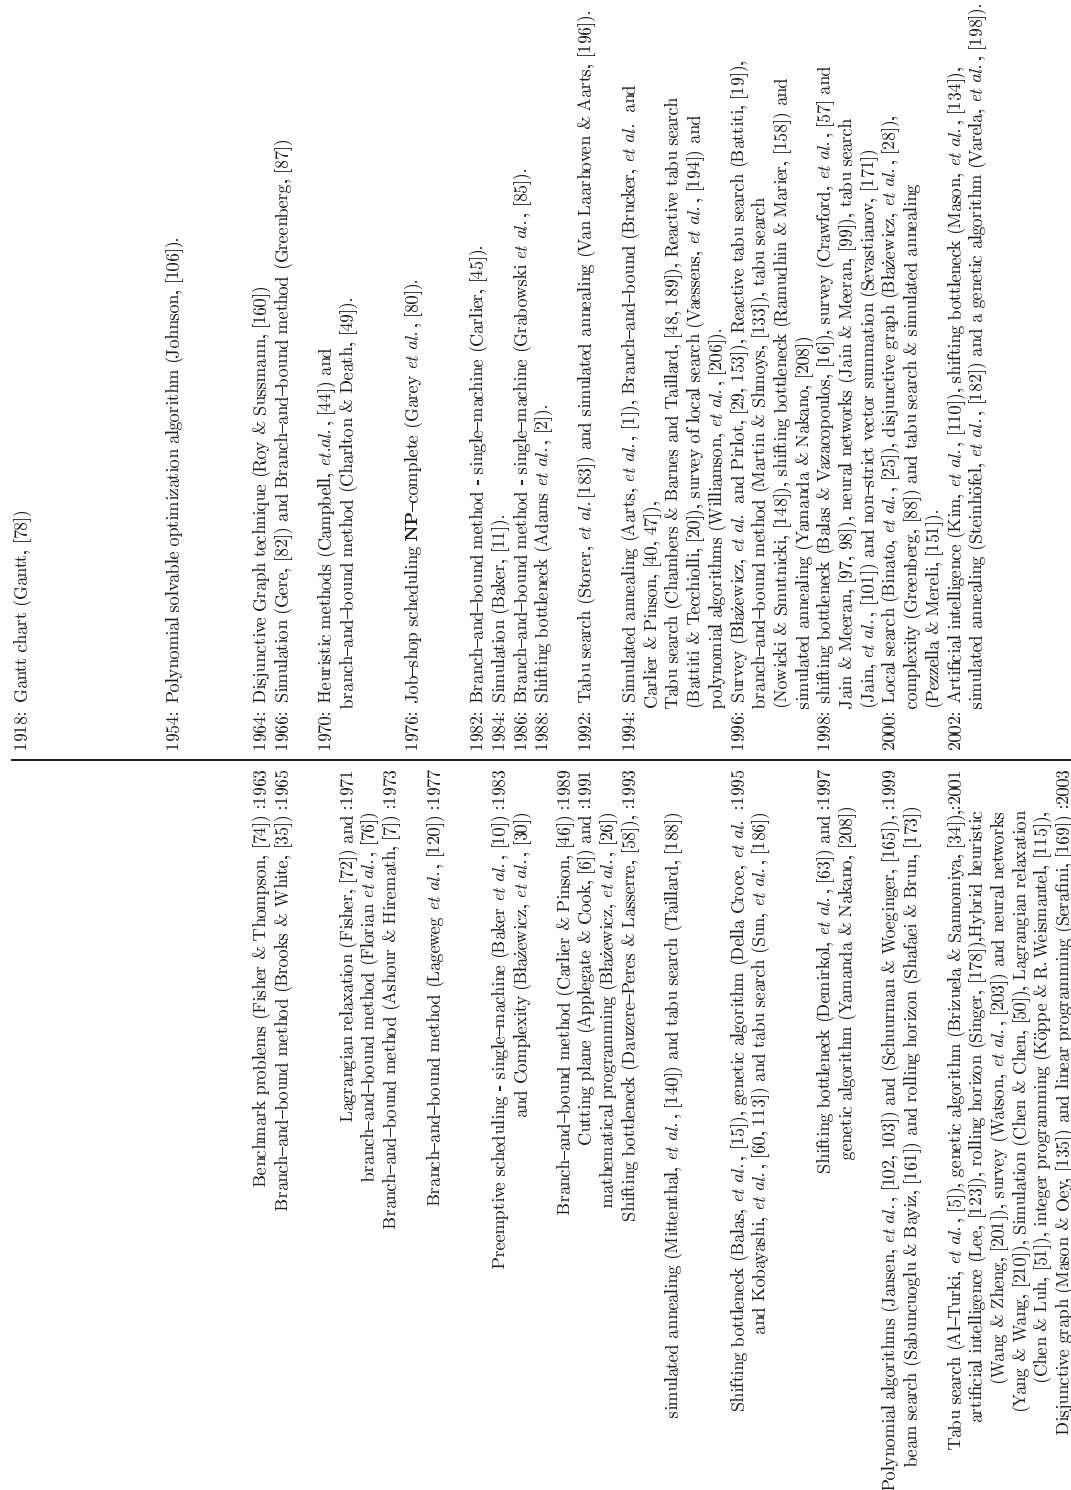 1918: Gantt chart (Gantt, [78])
1954: Polynomial solvable optimization algorithm (Johnson, [106]).
Benchmark problems (Fisher & Thompson, [74]) :1963
1964: Disjunctive Graph technique (Roy & Sussmann, [160])
Branch–and–bound method (Brooks & White, [35]) :1965
1966: Simulation (Gere, [82]) and Branch–and–bound method (Greenberg, [87])
1970: Heuristic methods (Campbell, et.al., [44]) and
branch–and–bound method (Charlton & Death, [49]).
Lagrangian relaxation (Fisher, [72]) and :1971
branch–and–bound method (Florian et al., [76])
Branch–and–bound method (Ashour & Hiremath, [7]) :1973
1976: Job–shop scheduling NP–complete (Garey et al., [80]).
Branch–and–bound method (Lageweg et al., [120]) :1977
1982: Branch–and–bound method - single–machine (Carlier, [45]).
Preemptive scheduling - single–machine (Baker et al., [10]) :1983
and Complexity (Błażewicz, et al., [30])
1984: Simulation (Baker, [11]).
1986: Branch–and–bound method - single–machine (Grabowski et al., [85]).
1988: Shifting bottleneck (Adams et al., [2]).
Branch–and–bound method (Carlier & Pinson, [46]) :1989
Cutting plane (Applegate & Cook, [6]) and :1991
mathematical programming (Błażewicz, et al., [26])
1992: Tabu search (Storer, et al.[183]) and simulated annealing (Van Laarhoven & Aarts, [196]).
Shifting bottleneck (Dauzere–Peres & Lasserre, [58]), :1993
simulated annealing (Mittenthal, et al., [140]) and tabu search (Taillard, [188])
1994: Simulated annealing (Aarts, et al., [1]), Branch–and–bound (Brucker, et al. and
Carlier & Pinson, [40, 47]),
Tabu search (Chambers & Barnes and Taillard, [48, 189]), Reactive tabu search
(Battiti & Tecchiolli, [20]), survey of local search (Vaessens, et al., [194]) and
polynomial algorithms (Williamson, et al., [206]).
Shifting bottleneck (Balas, et al., [15]), genetic algorithm (Della Croce, et al. :1995
and Kobayashi, et al., [60, 113]) and tabu search (Sun, et al., [186])
1996: Survey (Błażewicz, et al. and Pirlot, [29, 153]), Reactive tabu search (Battiti, [19]),
branch–and–bound method (Martin & Shmoys, [133]), tabu search
(Nowicki & Smutnicki, [148]), shifting bottleneck (Ramudhin & Marier, [158]) and
simulated annealing (Yamanda & Nakano, [208])
Shifting bottleneck (Demirkol, et al., [63]) and :1997
genetic algorithm (Yamanda & Nakano, [208])
1998: shifting bottleneck (Balas & Vazacopoulos, [16]), survey (Crawford, et al., [57] and
Jain & Meeran, [97, 98]), neural networks (Jain & Meeran, [99]), tabu search
(Jain, et al., [101]) and non–strict vector summation (Sevastianov, [171])
Polynomial algorithms (Jansen, et al., [102, 103]) and (Schuurman & Woeginger, [165]), :1999
beam search (Sabuncuoglu & Bayiz, [161]) and rolling horizon (Shafaei & Brun, [173])
2000: Local search (Binato, et al., [25]), disjunctive graph (Błażewicz, et al., [28]),
complexity (Greenberg, [88]) and tabu search & simulated annealing
(Pezzella & Mereli, [151]).
Tabu search (Al–Turki, et al., [5]), genetic algorithm (Brizuela & Sannomiya, [34]),:2001
artificial intelligence (Lee, [123]), rolling horizon (Singer, [178]),Hybrid heuristic
(Wang & Zheng, [201]), survey (Watson, et al., [203]) and neural networks
(Yang & Wang, [210]), Simulation (Chen & Chen, [50]), Lagrangian relaxation
(Chen & Luh, [51]), integer programming (Köppe & R. Weismantel, [115]),
2002: Artificial intelligence (Kim, et al., [110]), shifting bottleneck (Mason, et al., [134]),
simulated annealing (Steinhöfel, et al., [182]) and a genetic algorithm (Varela, et al., [198]).
Disjunctive graph (Mason & Oey, [135]) and linear programming (Serafini, [169]) :2003